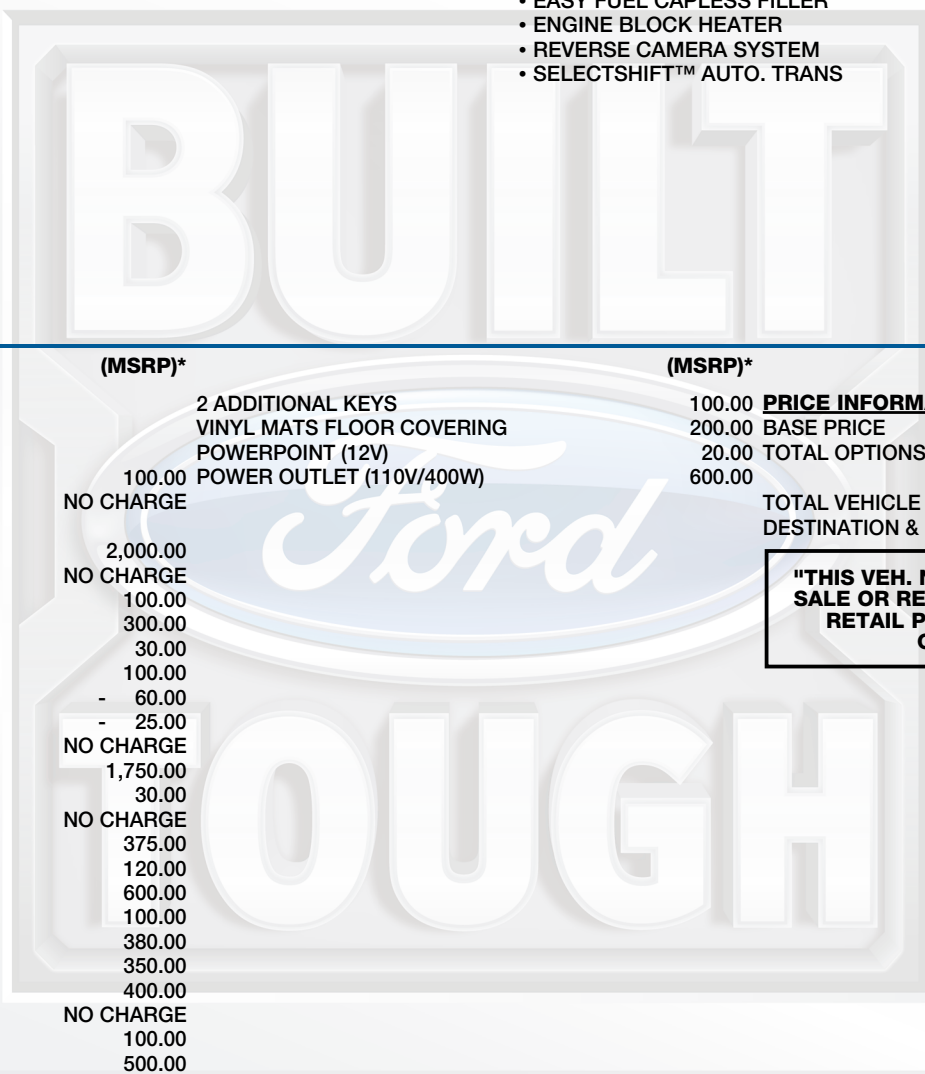 • EASY FUEL CAPLESS FILLER
• ENGINE BLOCK HEATER
• REVERSE CAMERA SYSTEM
• SELECTSHIFT™ AUTO. TRANS
BUILT
Ford
TOUGH
(MSRP)*
100.00
NO CHARGE
2,000.00
NO CHARGE
100.00
300.00
30.00
100.00
- 60.00
- 25.00
NO CHARGE
1,750.00
30.00
NO CHARGE
375.00
120.00
600.00
100.00
380.00
350.00
400.00
NO CHARGE
100.00
500.00
(MSRP)*
2 ADDITIONAL KEYS 100.00
VINYL MATS FLOOR COVERING 200.00
POWERPOINT (12V) 20.00
POWER OUTLET (110V/400W) 600.00
PRICE INFORMA
BASE PRICE
TOTAL OPTIONS
TOTAL VEHICLE
DESTINATION &
"THIS VEH.
SALE OR RE
RETAIL P